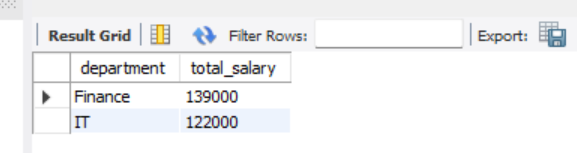 Result Grid Filter Rows: Export:
department total_salary
Finance 139000
IT 122000